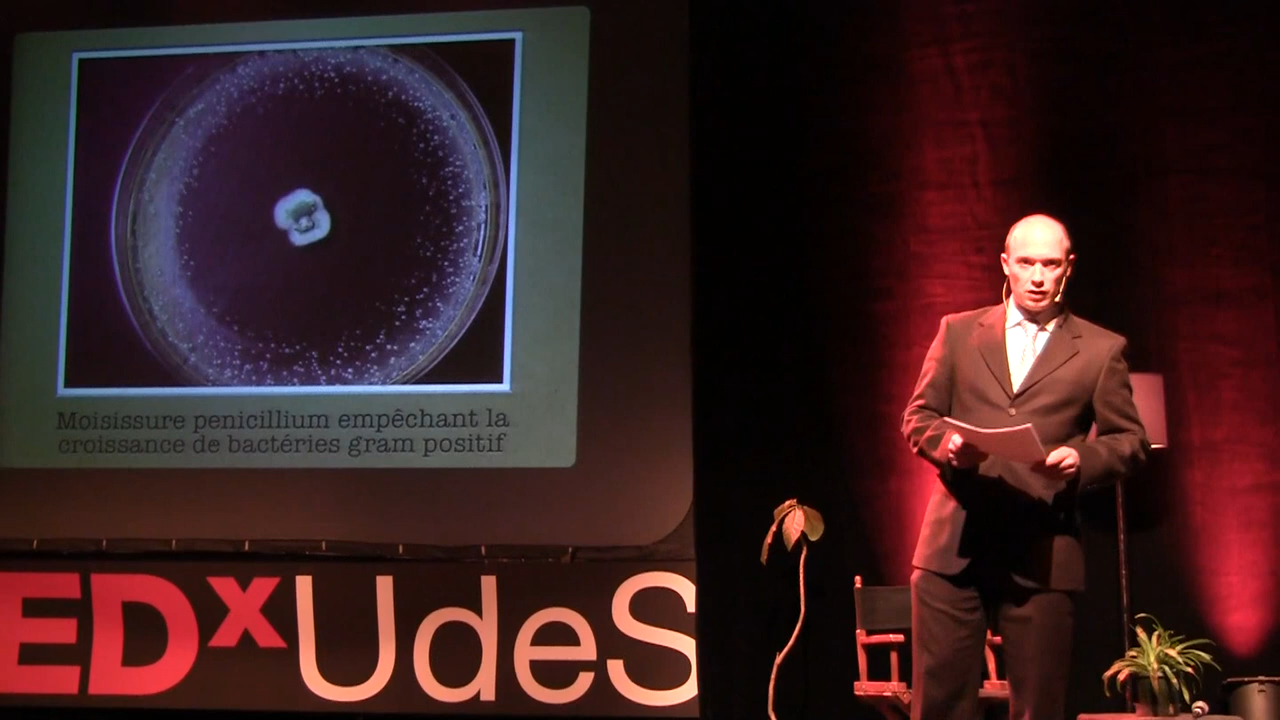 Moisissure penicillium empêchant la
croissance de bactéries gram positif
EDxUdeS